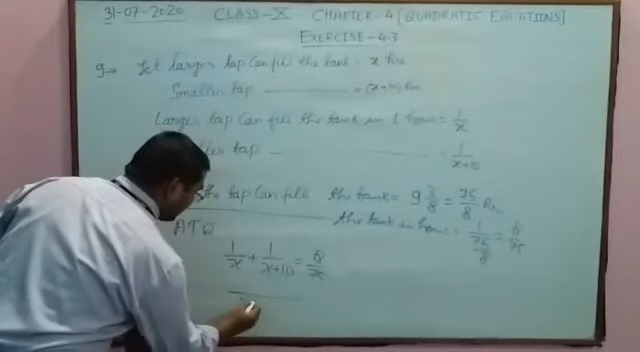 31-07-2020 CLASS-X CHAPTER-4 [QUADRATIC EQUATIONS]
EXERCISE-4.3
9→ Let larger tap can fill the tank = x hrs
Smaller tap ———— = (x+10) hrs
Larger tap can fill the tank in 1 hour = 1/x
ller tap ———— = 1/x+10
the tap can fill the tank = 9 3/8 = 75/8 hrs
———— the tank in hour = 1/75/8 = 8/75
ATQ
1/x + 1/x+10 = 8/75